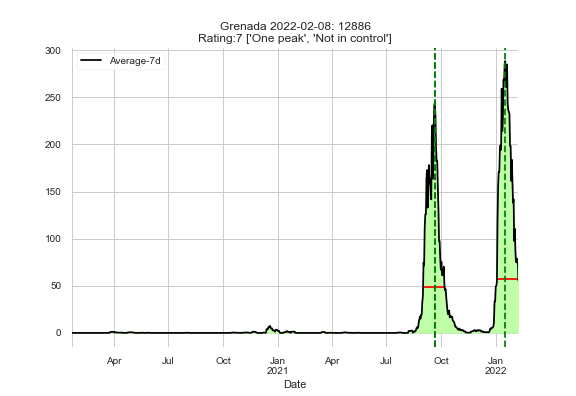 Grenada 2022-02-08: 12886
Rating:7 ['One peak', 'Not in control']
Average-7d
300
250
200
150
100
50
0
Apr Jul Oct Jan Apr Jul Oct Jan
2021 2022
Date